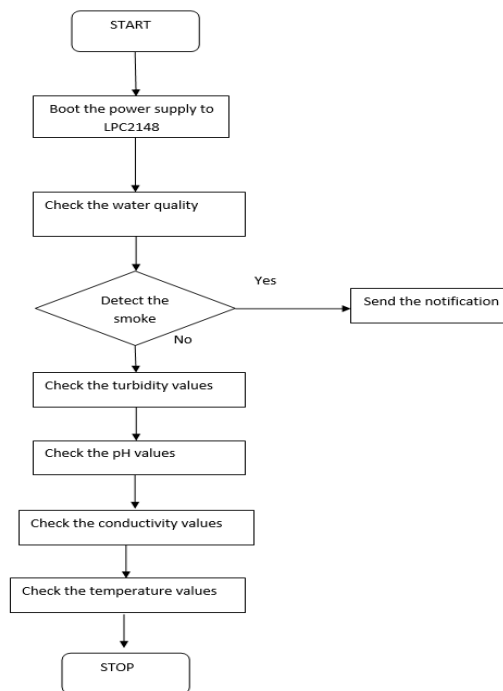 START
Boot the power supply to
LPC2148
Check the water quality
Detect the
smoke
Yes
Send the notification
No
Check the turbidity values
Check the pH values
Check the conductivity values
Check the temperature values
STOP